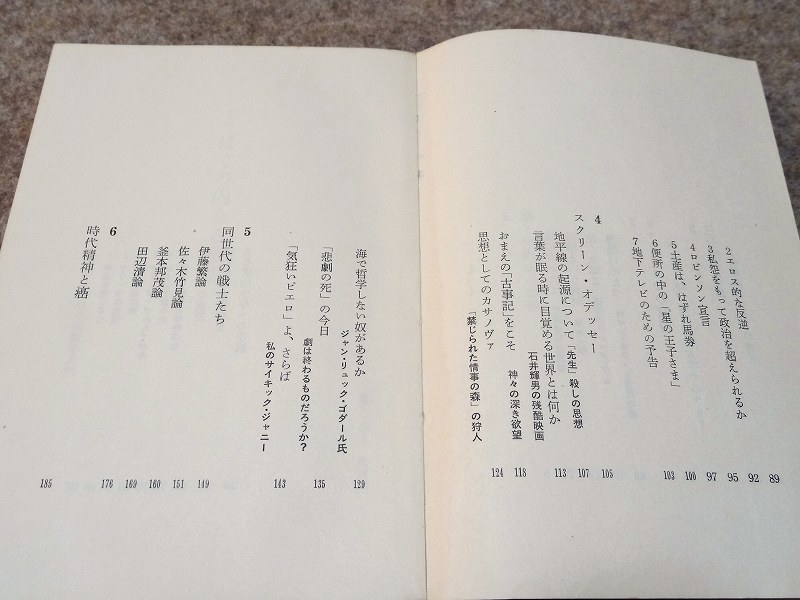 2 エロス的な反逆 89
3 私怨をもって政治を超えられるか 92
4 ロビンソン宣言 95
5 土産は、はずれ馬券 97
6 便所の中の「星の王子さま」 100
7 地下テレビのための予告 103
4
スクリーン・オデッセー 105
地平線の起源について 「先生」殺しの思想 107
言葉が眠る時に目覚める世界とは何か 石井輝男の残酷映画 113
おまえの「古事記」をこそ 神々の深き欲望 118
思想としてのカサノヴァ 「禁じられた情事の森」の狩人 124
海で哲学しない奴があるか ジャン・リュック・ゴダール氏 129
「悲劇の死」の今日 劇は終わるものだろうか? 135
「気狂いピエロ」よ、さらば 私のサイキック・ジャニー 143
5
同世代の戦士たち
伊藤繁論 149
佐々木竹見論 151
釜本邦茂論 160
田辺清論 169
6 176
時代精神と癌 185